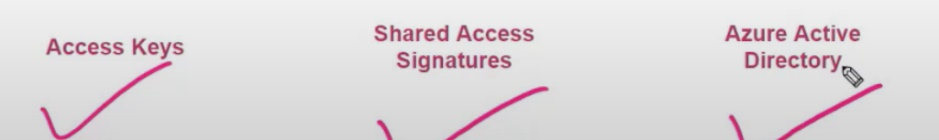 Access Keys
Shared Access
Signatures
Azure Active
Directory